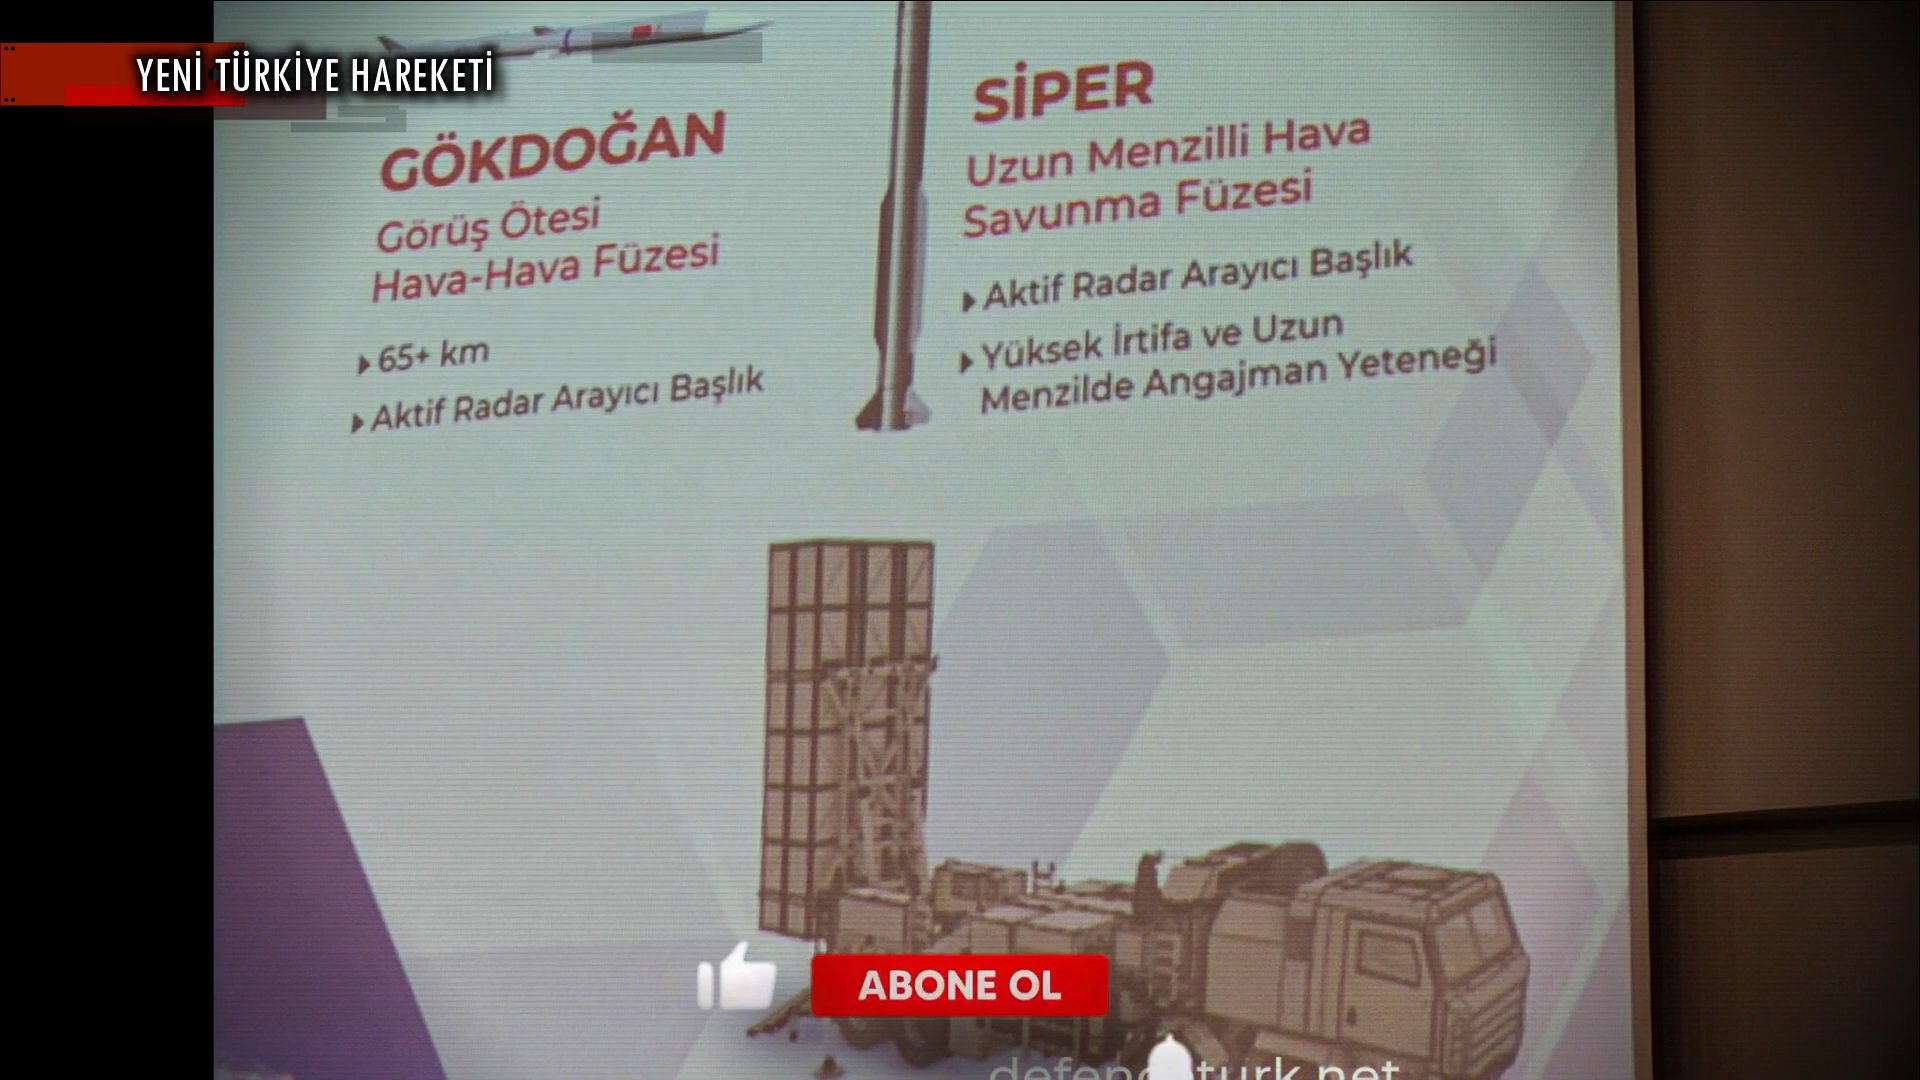 YENİ TÜRKİYE HAREKETİ
GÖKDOĞAN
Görüş Ötesi
Hava-Hava Füzesi
65+ km
Aktif Radar Arayıcı Başlık
SİPER
Uzun Menzilli Hava
Savunma Füzesi
Aktif Radar Arayıcı Başlık
Yüksek İrtifa ve Uzun
Menzilde Angajman Yeteneği
ABONE OL